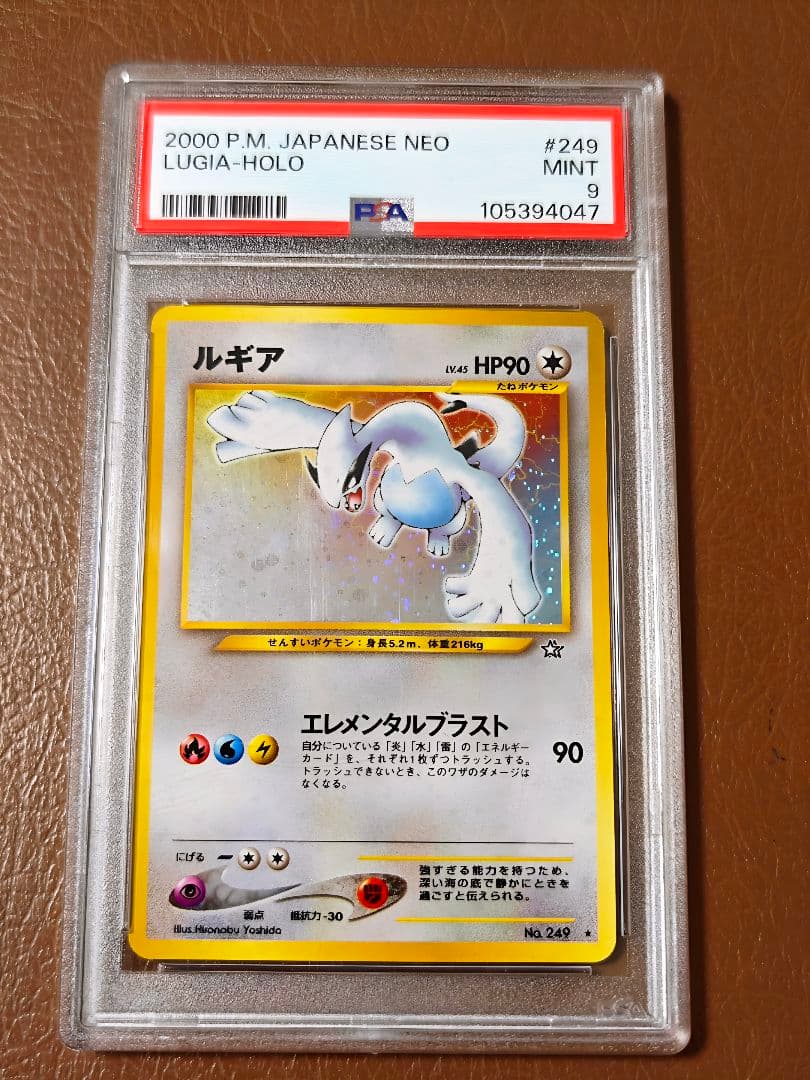 2000 P.M. JAPANESE NEO #249
LUGIA-HOLO MINT
9
PSA 105394047
ルギア LV.45 HP90
たねポケモン
せんすいポケモン:身長5.2m、体重216kg
エレメンタルブラスト
自分についている「炎」「水」「雷」の「エネルギー
カード」を、それぞれ1枚ずつトラッシュする。
トラッシュできないとき、このワザのダメージは
なくなる。
90
にげる
弱点 抵抗力 -30
強すぎる能力を持つため、
深い海の底で静かにときを
過ごすと伝えられる。
Illus. Hironobu Yoshida No. 249 ★